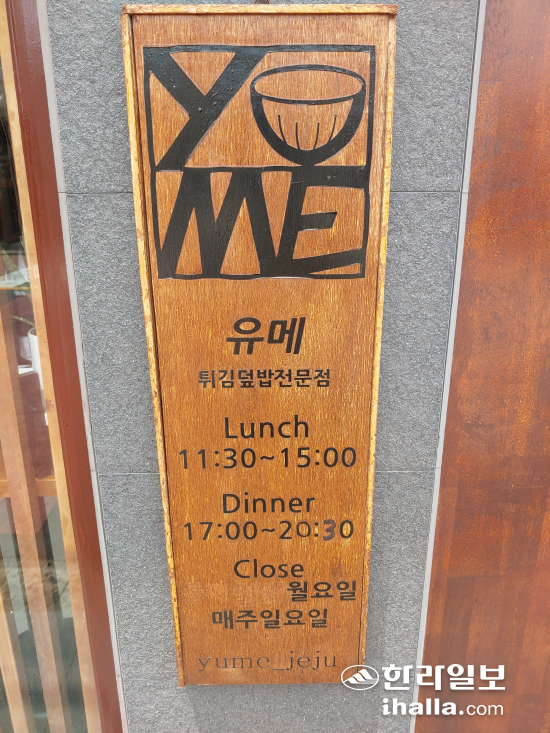 YUME
유메
튀김덮밥전문점
Lunch
11:30~15:00
Dinner
17:00~20:30
Close
월요일
매주일요일
yume_jeju
한라일보
ihalla.com